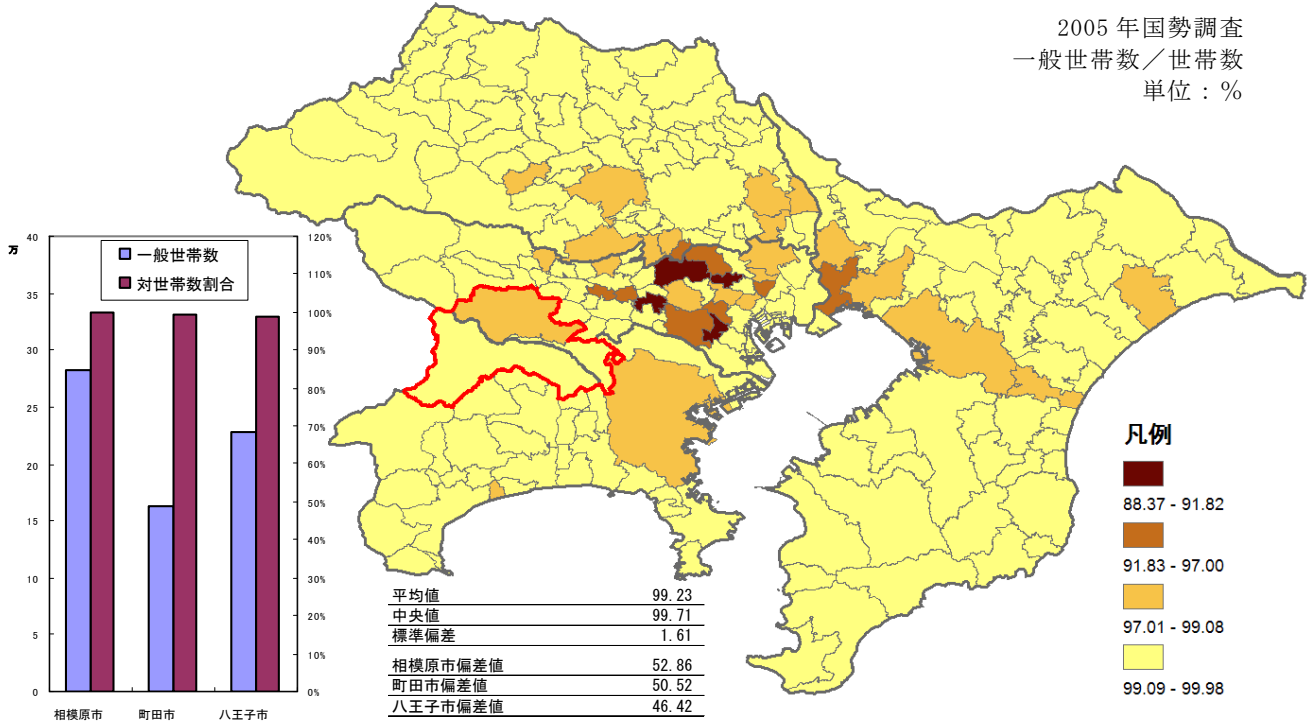 2005 年国勢調査
一般世帯数／世帯数
単位：%
万
40
35
30
25
20
15
10
5
0
一般世帯数
対世帯数割合
120%
110%
100%
90%
80%
70%
60%
50%
40%
30%
20%
10%
0%
相模原市
町田市
八王子市
平均値 99.23
中央値 99.71
標準偏差 1.61
相模原市偏差値 52.86
町田市偏差値 50.52
八王子市偏差値 46.42
凡例
88.37 - 91.82
91.83 - 97.00
97.01 - 99.08
99.09 - 99.98